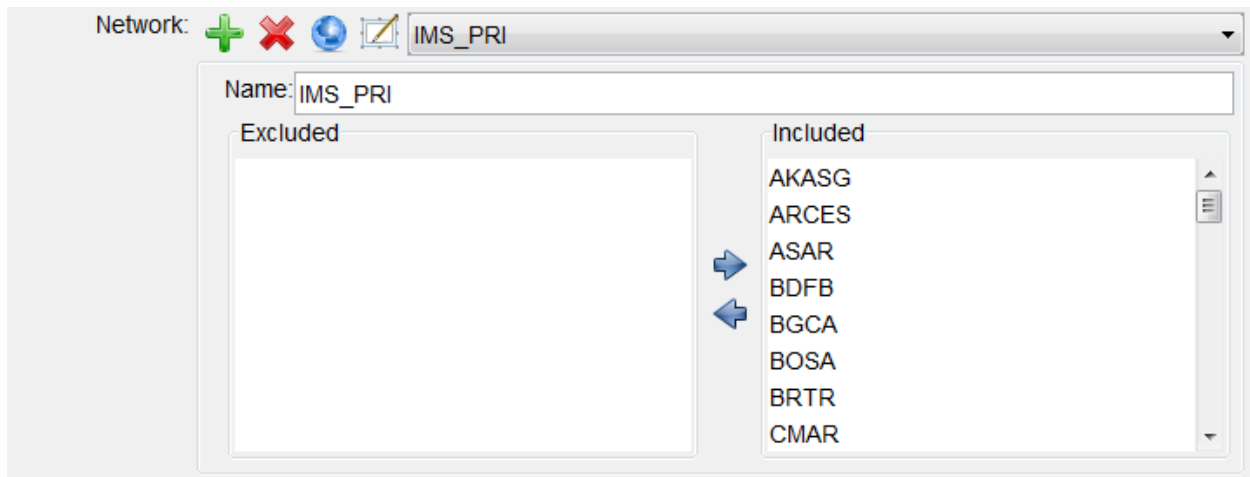 Network: IMS_PRI
Name: IMS_PRI
Excluded Included
AKASG
ARCES
ASAR
BDFB
BGCA
BOSA
BRTR
CMAR